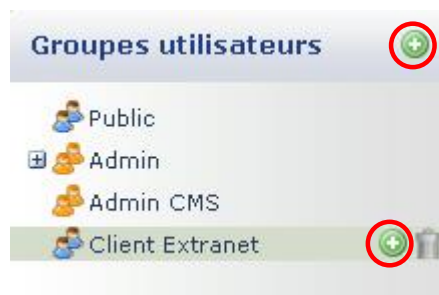 Groupes utilisateurs
Public
Admin
Admin CMS
Client Extranet